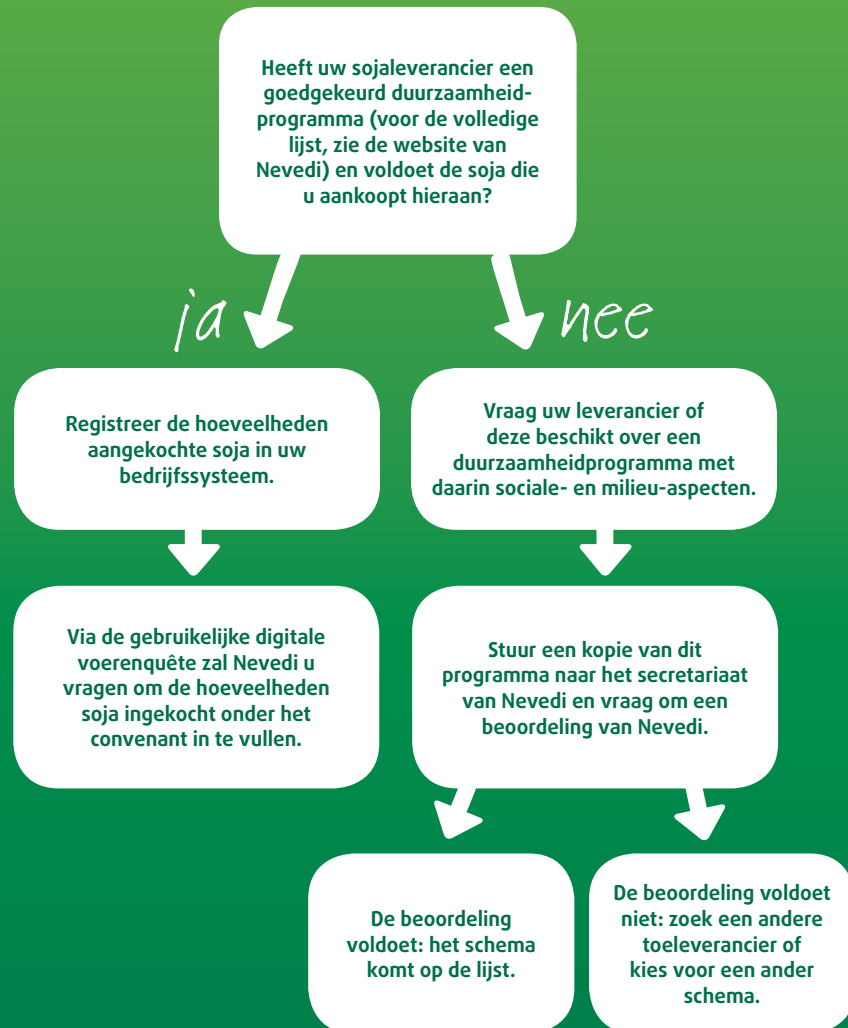 Heeft uw sojaleverancier een
goedgekeurd duurzaamheid-
programma (voor de volledige
lijst, zie de website van
Nevedi) en voldoet de soja die
u aankoopt hieraan?
ja
nee
Registreer de hoeveelheden
aangekochte soja in uw
bedrijfssysteem.
Vraag uw leverancier of
deze beschikt over een
duurzaamheidprogramma met
daarin sociale- en milieu-aspecten.
Via de gebruikelijke digitale
voerenquête zal Nevedi u
vragen om de hoeveelheden
soja ingekocht onder het
convenant in te vullen.
Stuur een kopie van dit
programma naar het secretariaat
van Nevedi en vraag om een
beoordeling van Nevedi.
De beoordeling
voldoet: het schema
komt op de lijst.
De beoordeling voldoet
niet: zoek een andere
toeleverancier of
kies voor een ander
schema.